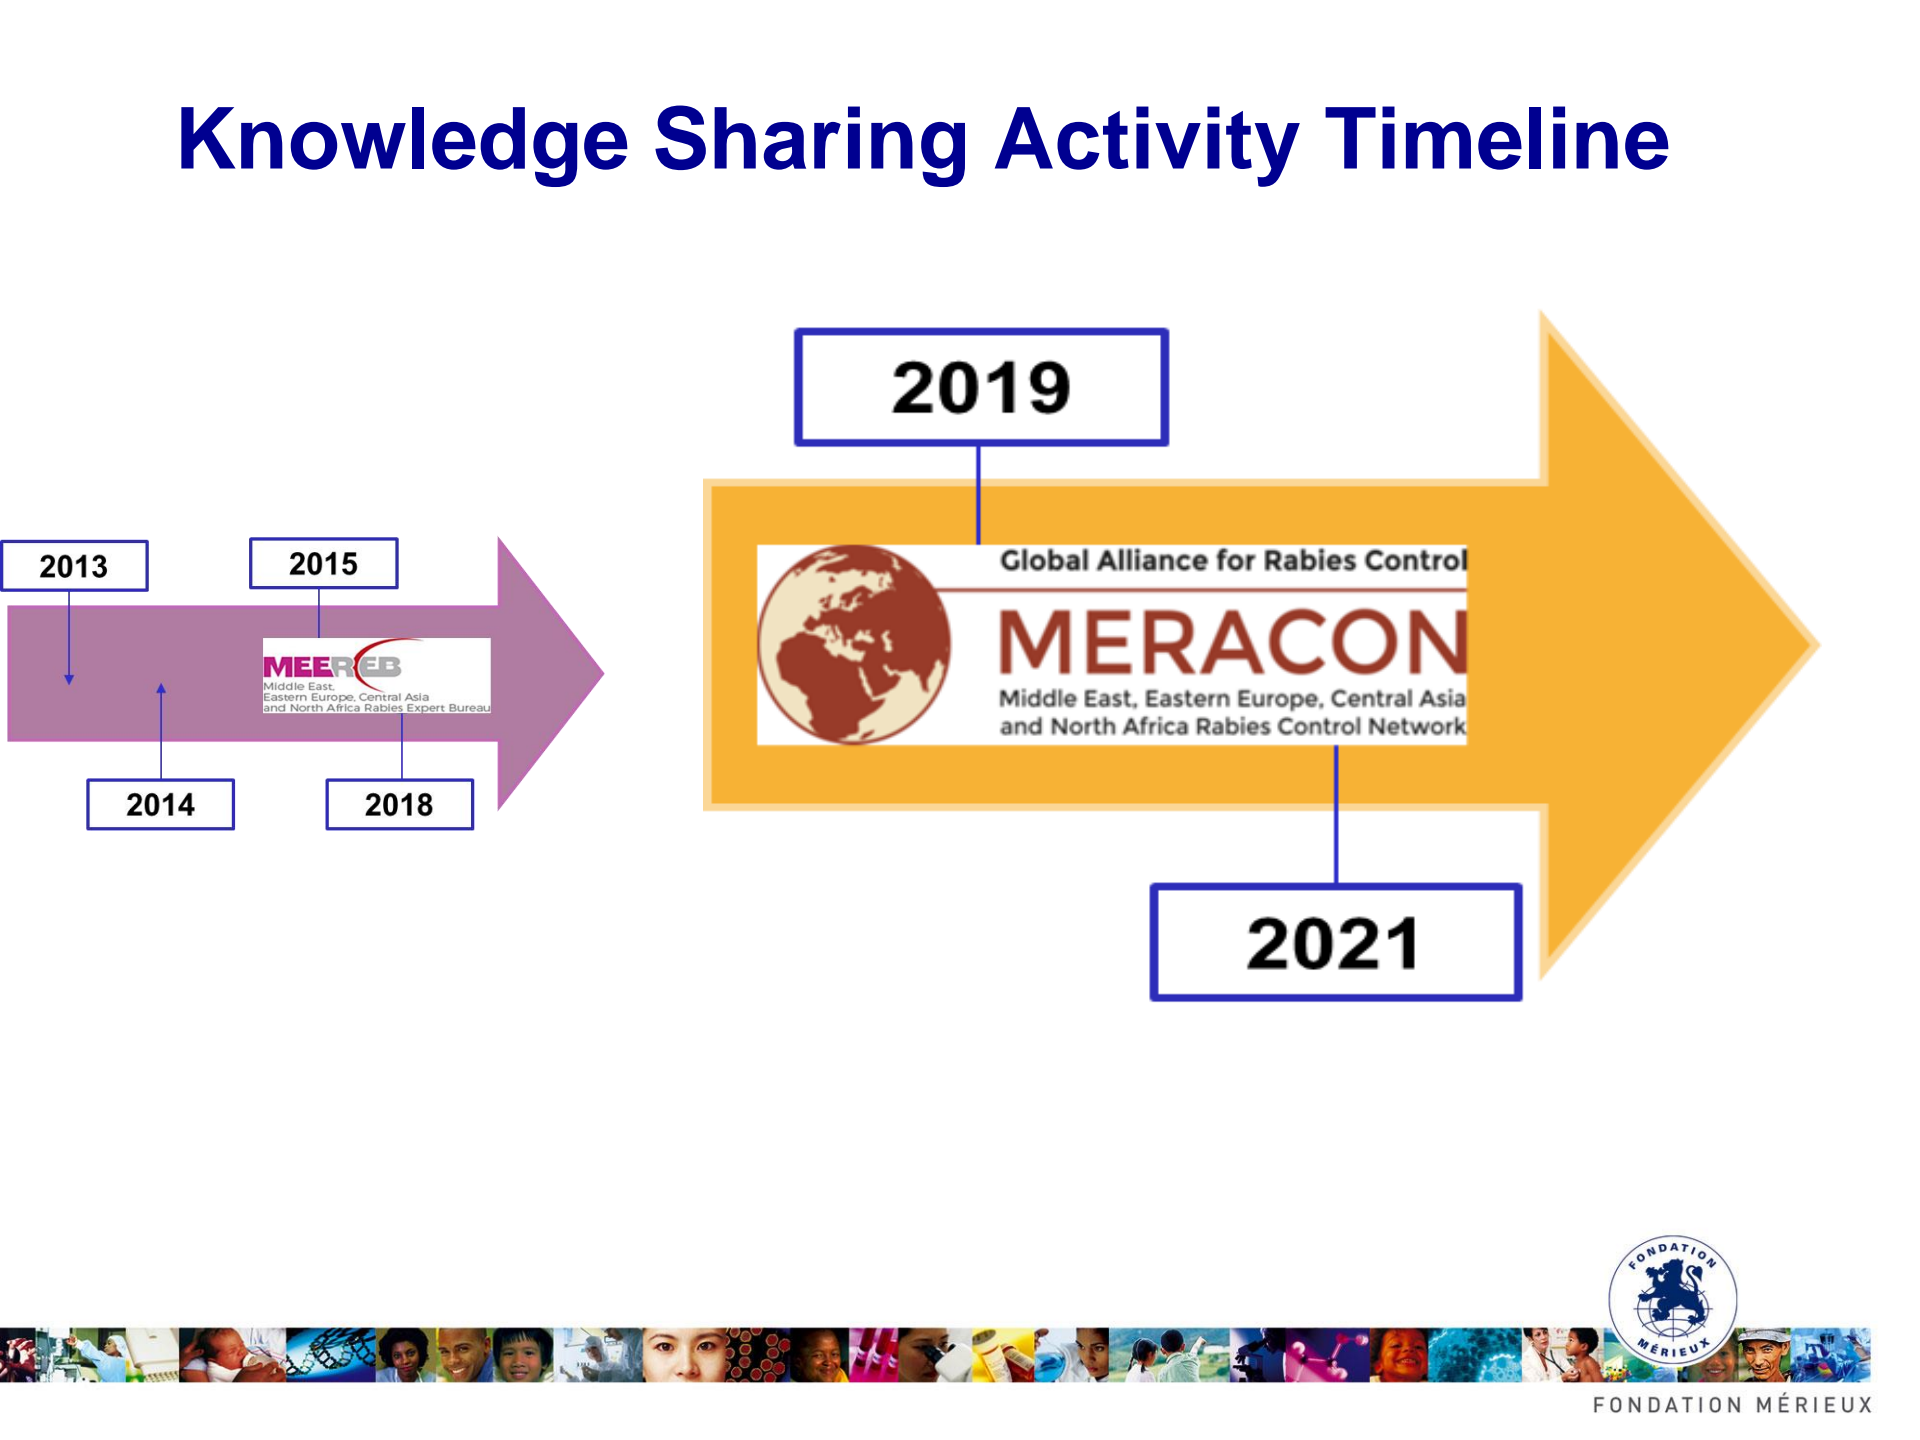 Knowledge Sharing Activity Timeline
2013
2015
MEEREB
Middle East,
Eastern Europe, Central Asia
and North Africa Rabies Expert Bureau
2014
2018
2019
Global Alliance for Rabies Control
MERACON
Middle East, Eastern Europe, Central Asia
and North Africa Rabies Control Network
2021
FONDATION
MÉRIEUX
FONDATION MÉRIEUX